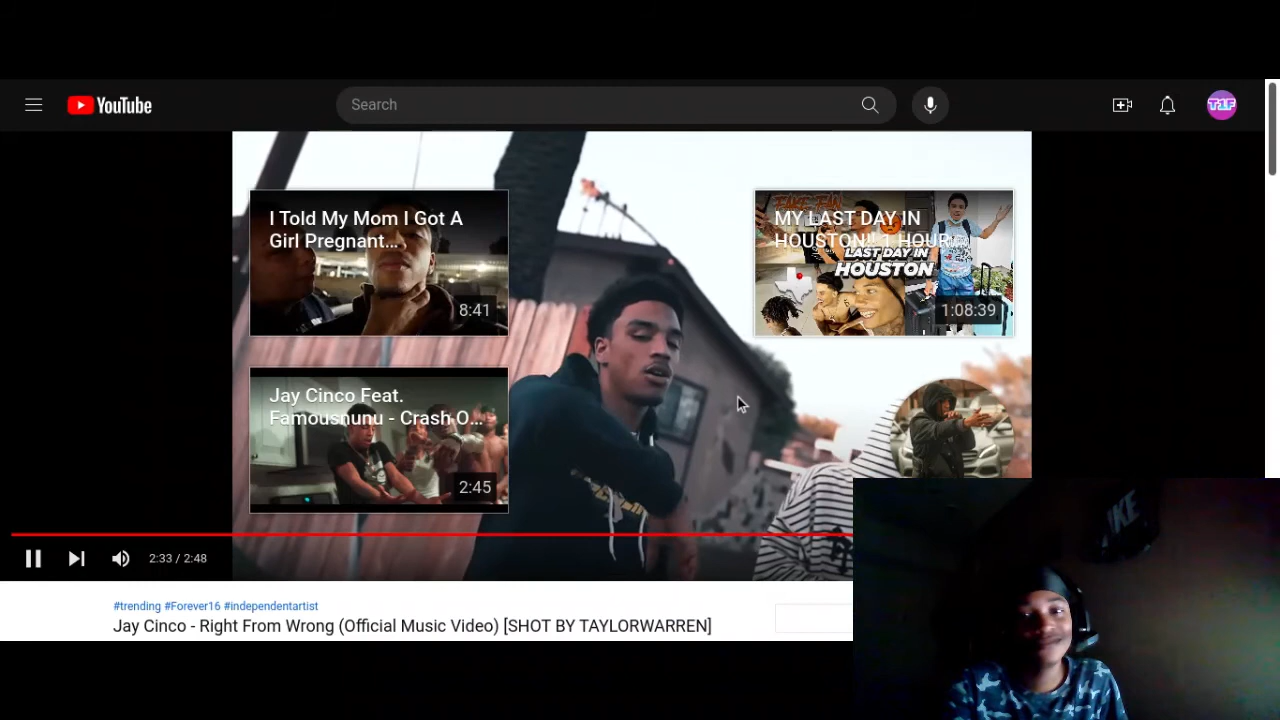 YouTube
Search
T1F
I Told My Mom I Got A
Girl Pregnant...
8:41
MY LAST DAY IN
HOUSTON!! 1 HOUR
LAST DAY IN
HOUSTON
1:08:39
Jay Cinco Feat.
Famousnunu - Crash O...
2:45
2:33 / 2:48
#trending #Forever16 #independentartist
Jay Cinco - Right From Wrong (Official Music Video) [SHOT BY TAYLORWARREN]
NIKE